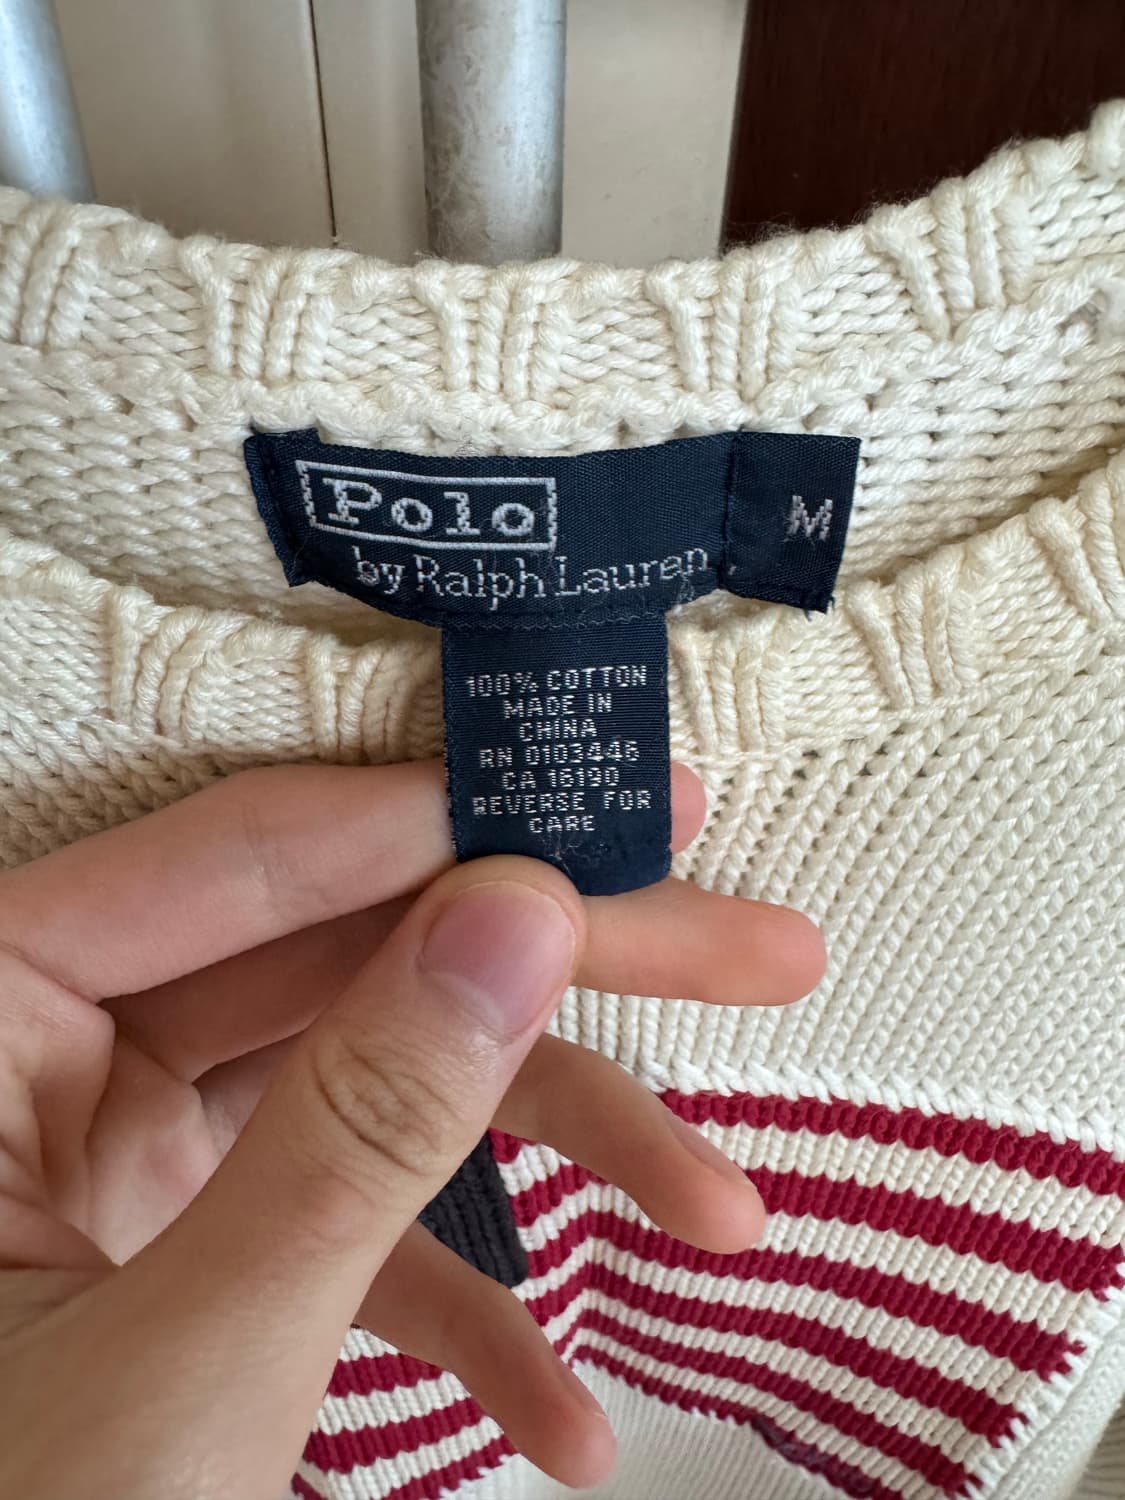 Polo
by Ralph Lauren
M
100% COTTON
MADE IN
CHINA
RN 0103446
CA 16190
REVERSE FOR
CARE